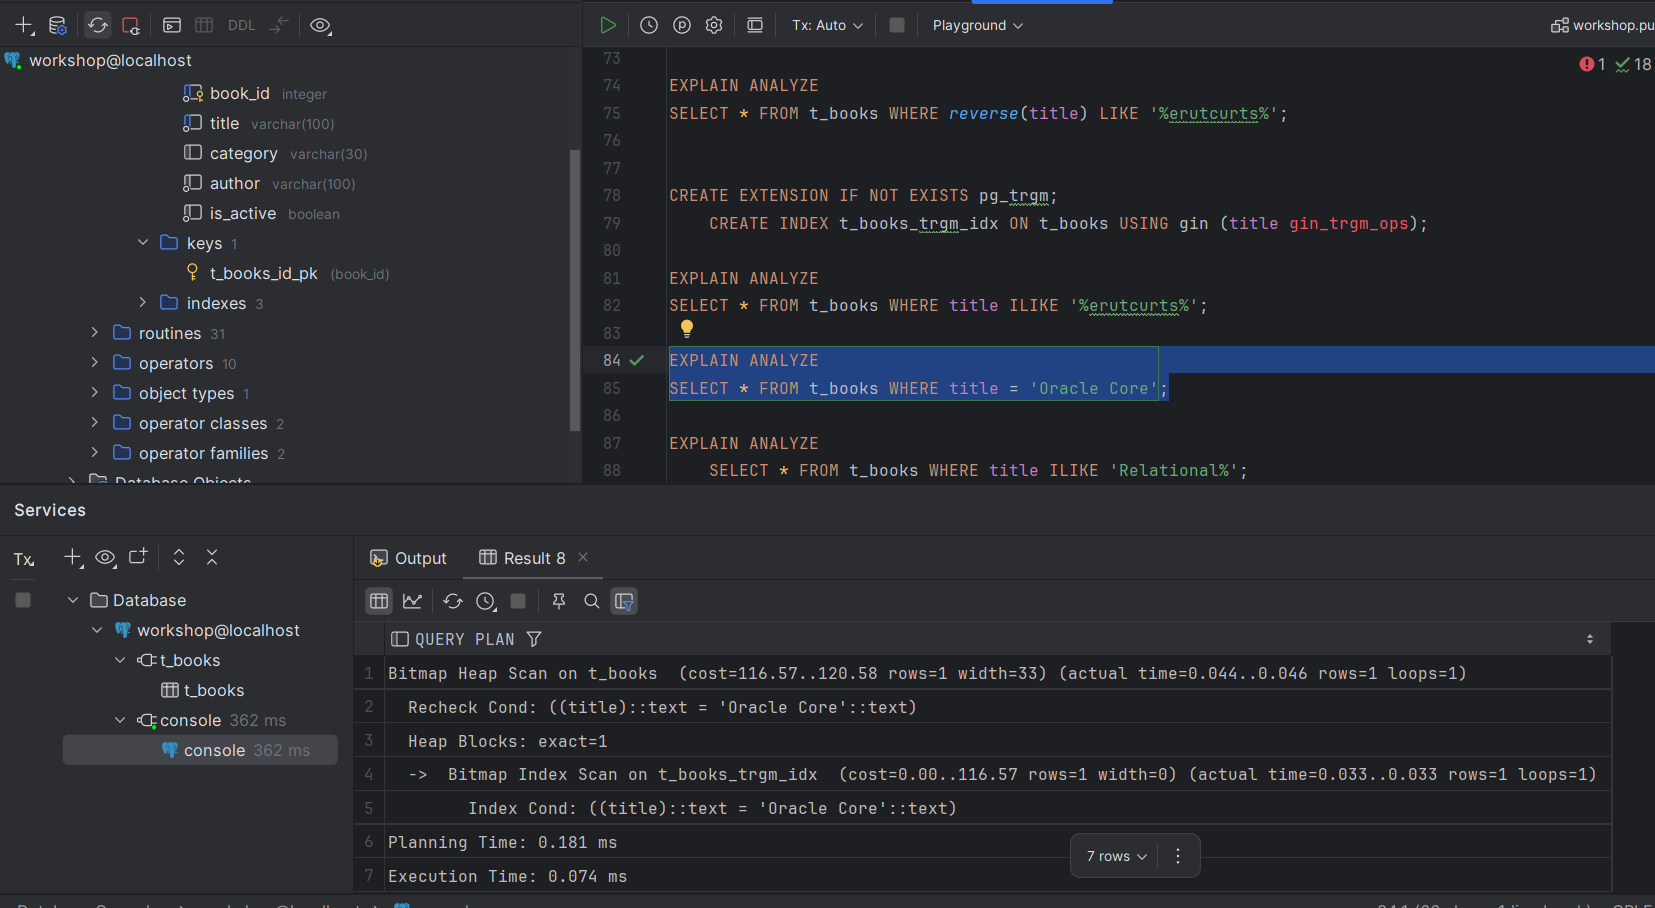 DDL
workshop@localhost
book_id integer
title varchar(100)
category varchar(30)
author varchar(100)
is_active boolean
keys 1
t_books_id_pk (book_id)
indexes 3
routines 31
operators 10
object types 1
operator classes 2
operator families 2
Database Objects
Tx: Auto
Playground
workshop.pu
1 18
73
74 EXPLAIN ANALYZE
75 SELECT * FROM t_books WHERE reverse(title) LIKE '%erutcurts%';
76
77
78 CREATE EXTENSION IF NOT EXISTS pg_trgm;
79 CREATE INDEX t_books_trgm_idx ON t_books USING gin (title gin_trgm_ops);
80
81 EXPLAIN ANALYZE
82 SELECT * FROM t_books WHERE title ILIKE '%erutcurts%';
83
84 EXPLAIN ANALYZE
85 SELECT * FROM t_books WHERE title = 'Oracle Core';
86
87 EXPLAIN ANALYZE
88 SELECT * FROM t_books WHERE title ILIKE 'Relational%';
Services
Tx
Database
workshop@localhost
t_books
t_books
console 362 ms
console 362 ms
Output
Result 8
QUERY PLAN
1 Bitmap Heap Scan on t_books (cost=116.57..120.58 rows=1 width=33) (actual time=0.044..0.046 rows=1 loops=1)
2 Recheck Cond: ((title)::text = 'Oracle Core'::text)
3 Heap Blocks: exact=1
4 -> Bitmap Index Scan on t_books_trgm_idx (cost=0.00..116.57 rows=1 width=0) (actual time=0.033..0.033 rows=1 loops=1)
5 Index Cond: ((title)::text = 'Oracle Core'::text)
6 Planning Time: 0.181 ms
7 Execution Time: 0.074 ms
7 rows